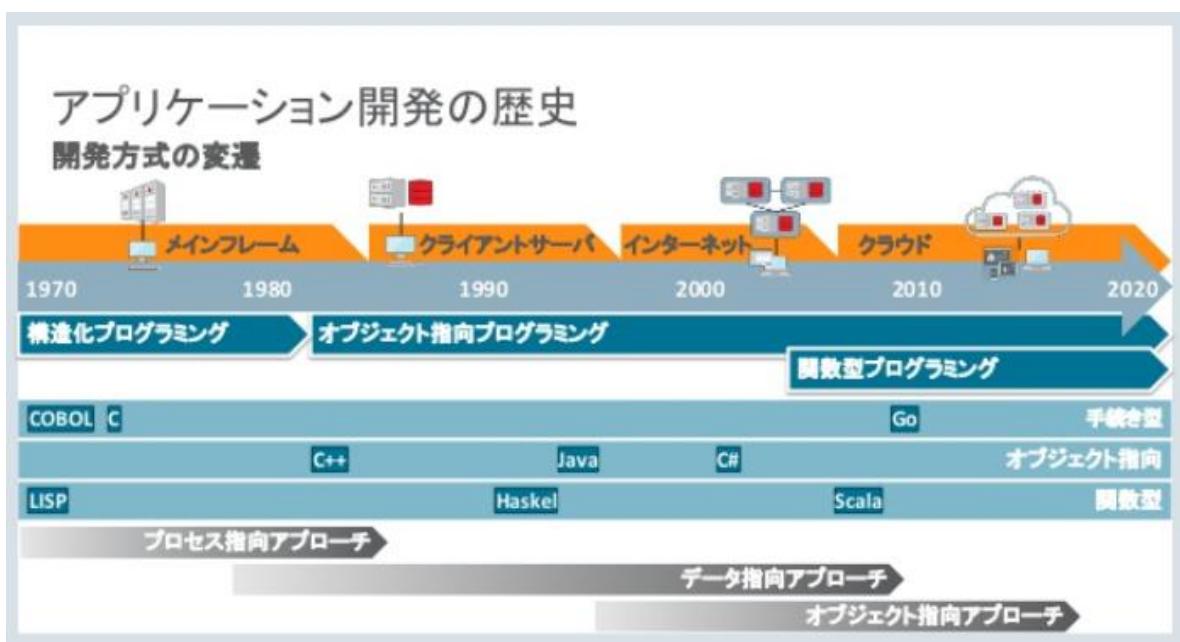 アプリケーション開発の歴史
開発方式の変遷
メインフレーム クライアントサーバ インターネット クラウド
1970 1980 1990 2000 2010 2020
構造化プログラミング オブジェクト指向プログラミング
関数型プログラミング
COBOL C Go 手続き型
C++ Java C# オブジェクト指向
LISP Haskel Scala 関数型
プロセス指向アプローチ
データ指向アプローチ
オブジェクト指向アプローチ